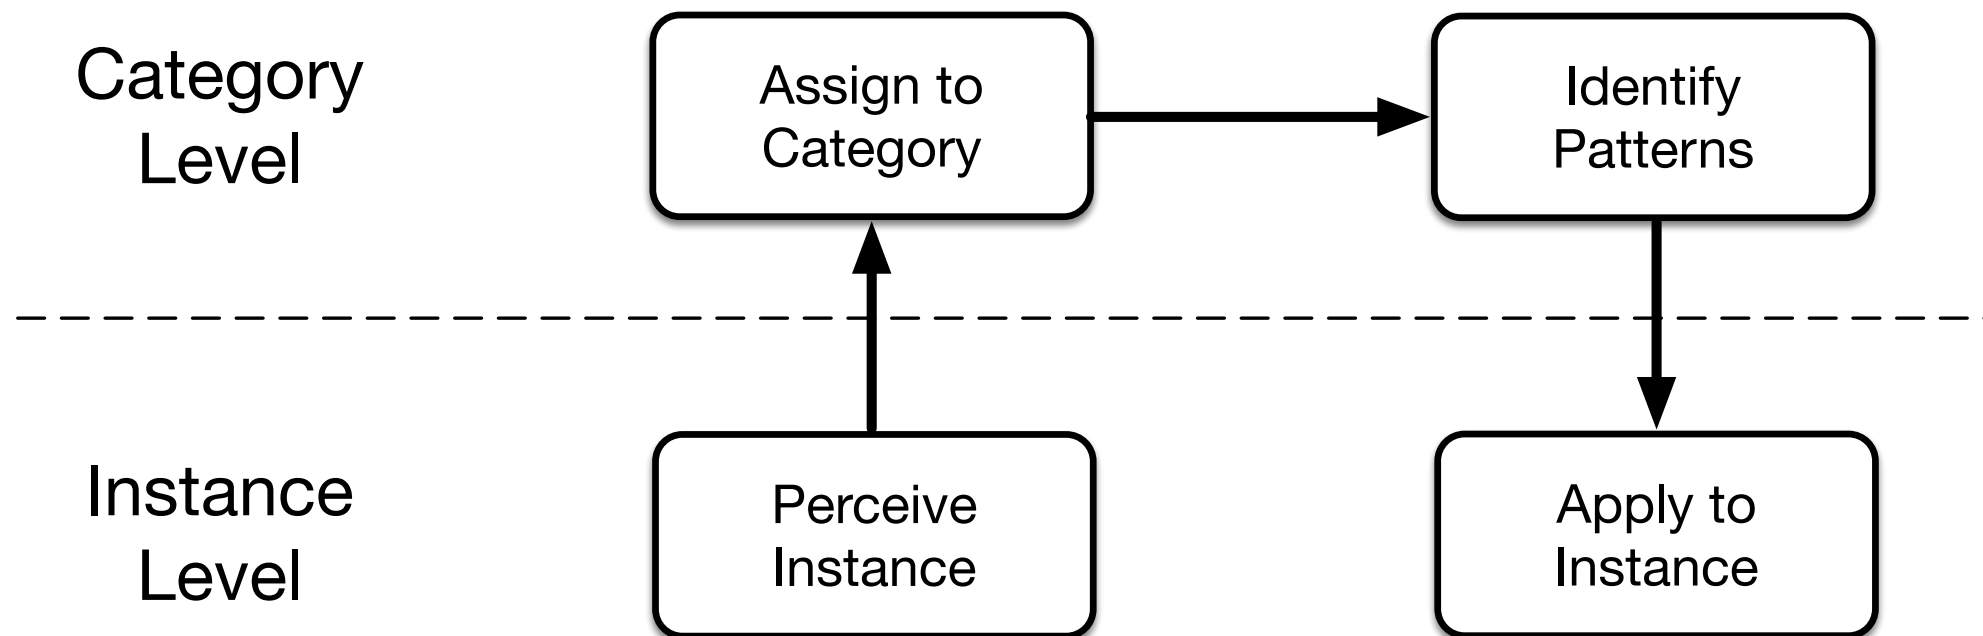 Category
Level
Assign to
Category
Identify
Patterns
Instance
Level
Perceive
Instance
Apply to
Instance